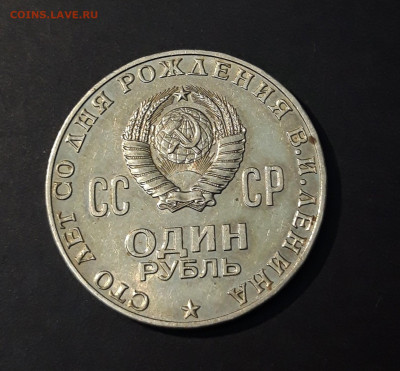 COINS.LAVE.RU
СТО ЛЕТ СО ДНЯ РОЖДЕНИЯ В.И.ЛЕНИНА
СС СР
ОДИН
РУБЛЬ